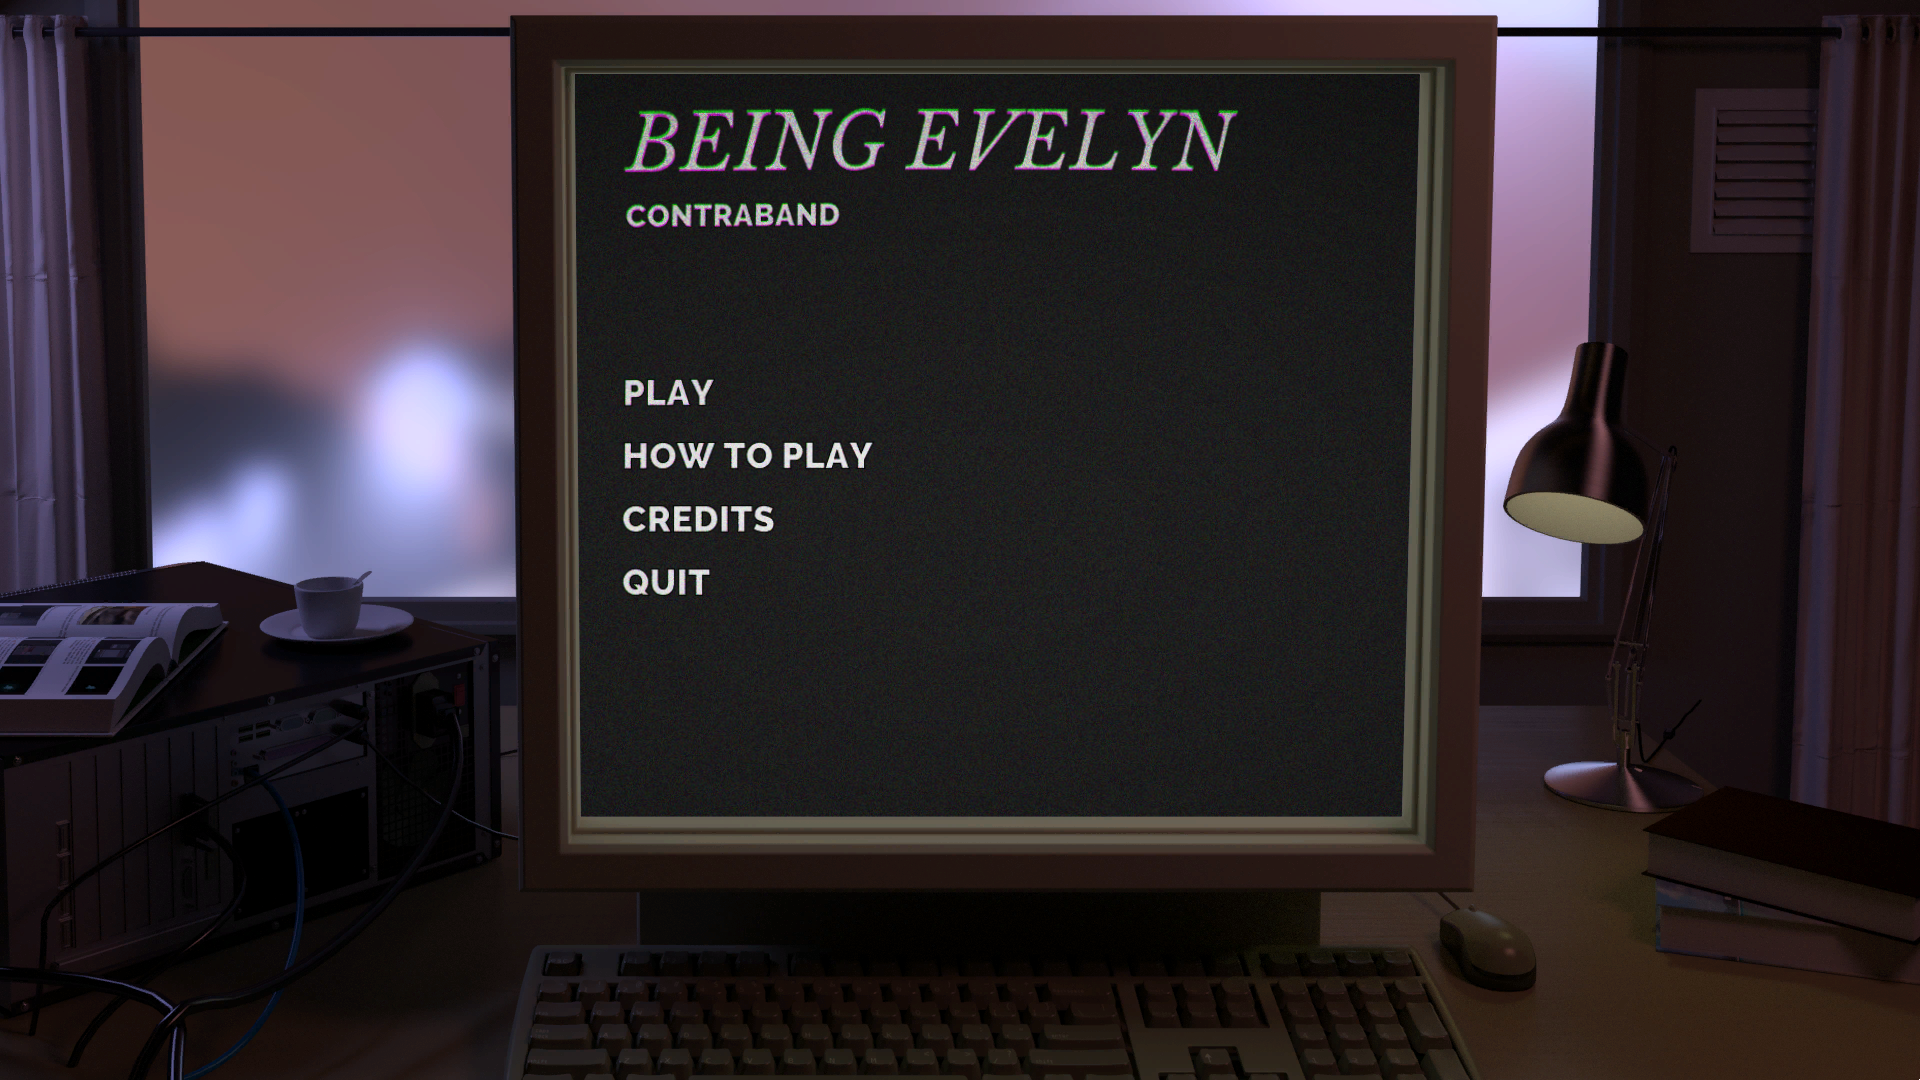 BEING EVELYN
CONTRABAND
PLAY
HOW TO PLAY
CREDITS
QUIT